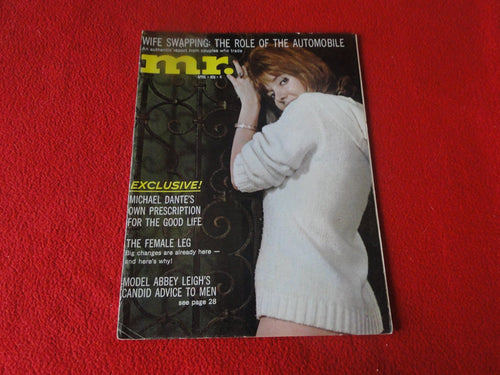 WIFE SWAPPING: THE ROLE OF THE AUTOMOBILE
An authentic report from couples who trade
mr.
EXCLUSIVE!
MICHAEL DANTE'S
OWN PRESCRIPTION
FOR THE GOOD LIFE
THE FEMALE LEG
Big changes are already here —
and here's why!
MODEL ABBEY LEIGH'S
CANDID ADVICE TO MEN
see page 28